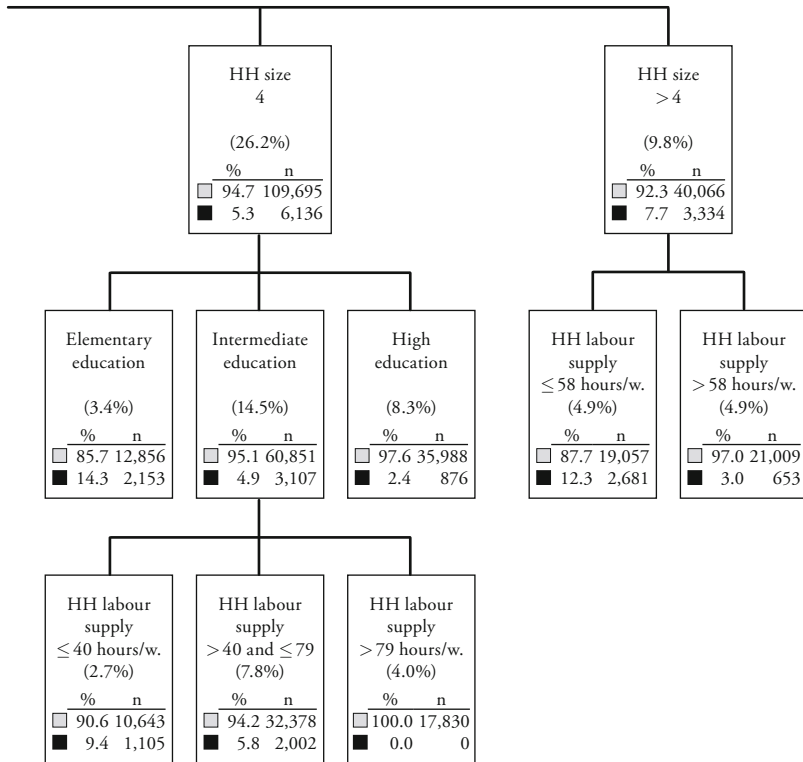 HH size
4
(26.2%)
% n
94.7 109,695
5.3 6,136
HH size
> 4
(9.8%)
% n
92.3 40,066
7.7 3,334
Elementary
education
(3.4%)
% n
85.7 12,856
14.3 2,153
Intermediate
education
(14.5%)
% n
95.1 60,851
4.9 3,107
High
education
(8.3%)
% n
97.6 35,988
2.4 876
HH labour
supply
≤ 58 hours/w.
(4.9%)
% n
87.7 19,057
12.3 2,681
HH labour
supply
> 58 hours/w.
(4.9%)
% n
97.0 21,009
3.0 653
HH labour
supply
≤ 40 hours/w.
(2.7%)
% n
90.6 10,643
9.4 1,105
HH labour
supply
> 40 and ≤ 79
(7.8%)
% n
94.2 32,378
5.8 2,002
HH labour
supply
> 79 hours/w.
(4.0%)
% n
100.0 17,830
0.0 0